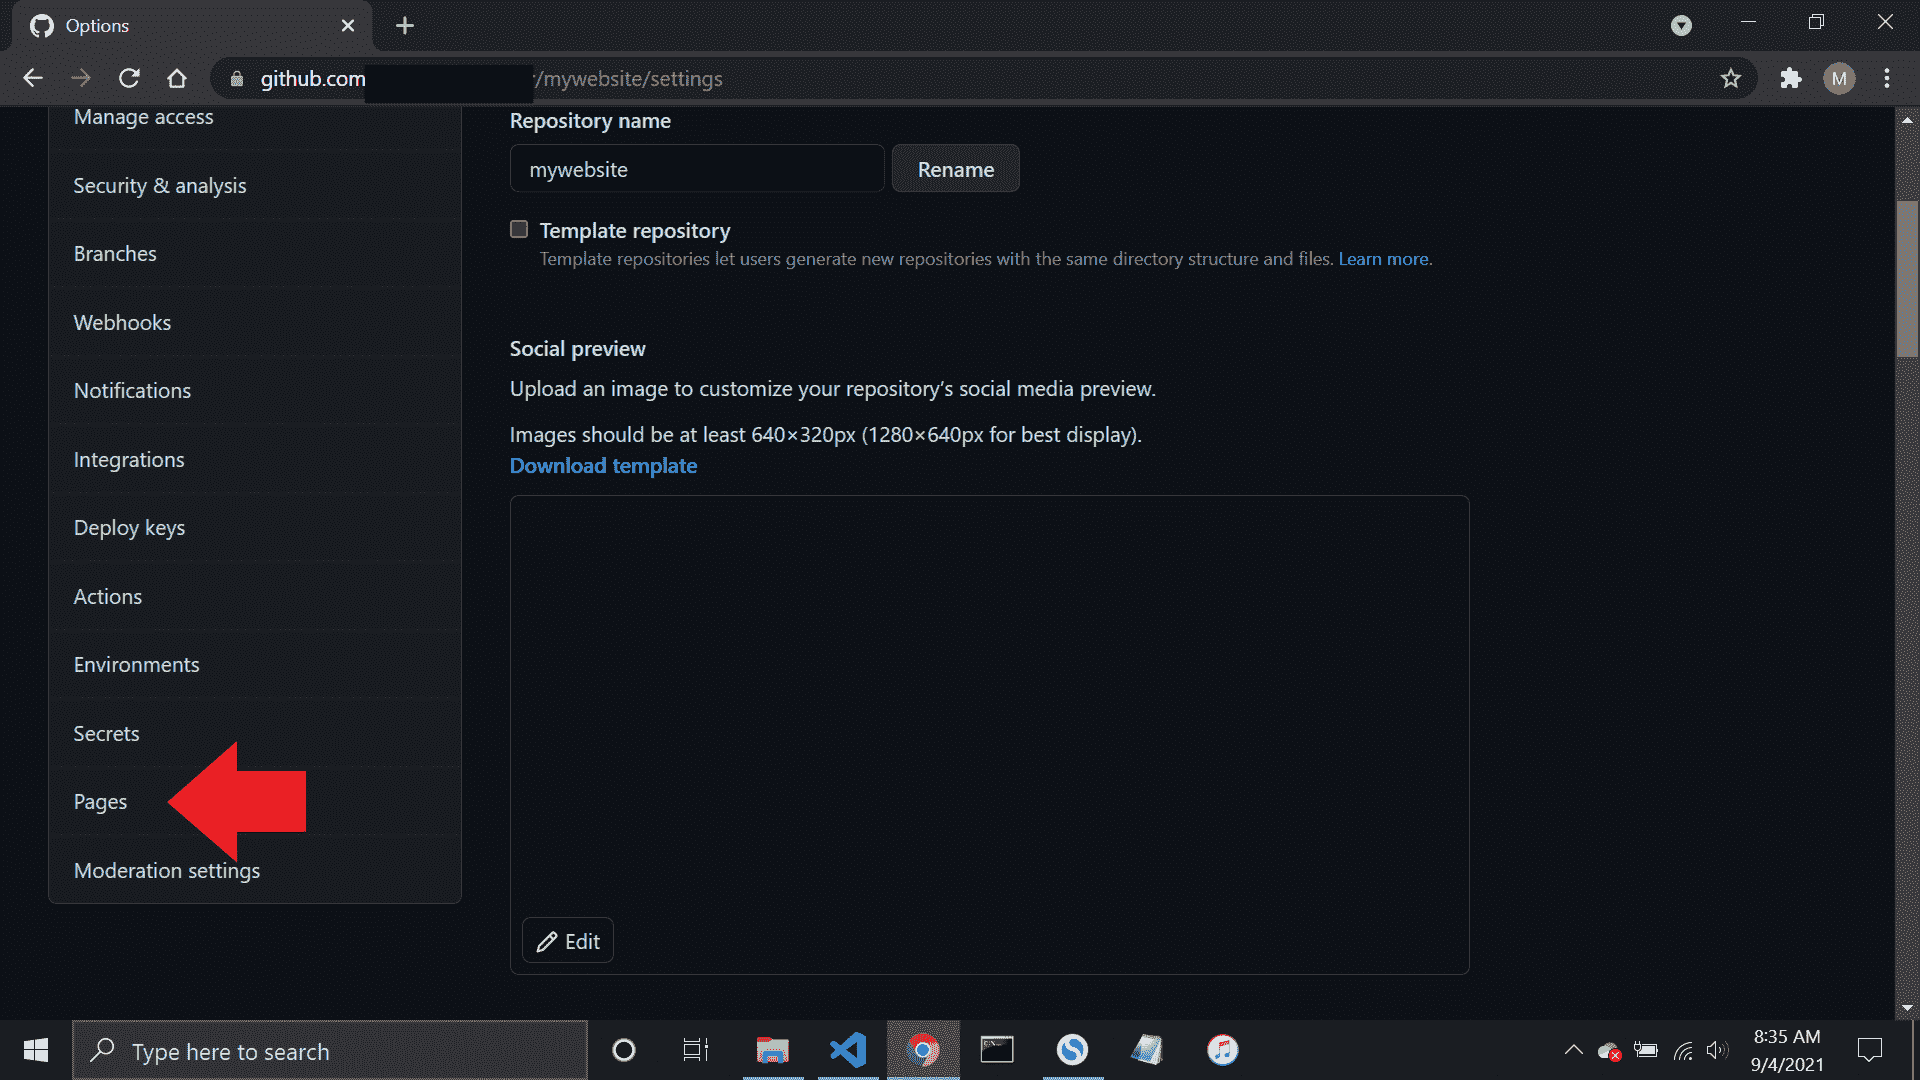 Options
github.com
/mywebsite/settings
Manage access
Security & analysis
Branches
Webhooks
Notifications
Integrations
Deploy keys
Actions
Environments
Secrets
Pages
Moderation settings
Repository name
mywebsite
Rename
Template repository
Template repositories let users generate new repositories with the same directory structure and files. Learn more.
Social preview
Upload an image to customize your repository’s social media preview.
Images should be at least 640×320px (1280×640px for best display).
Download template
Edit
M
Type here to search
8:35 AM
9/4/2021